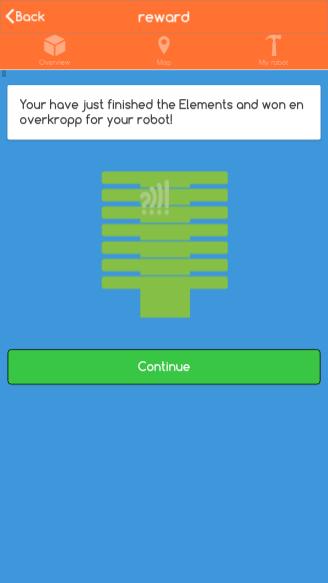 Back
reward
Overview
Map
My robot
Your have just finished the Elements and won en
overkropp for your robot!
Continue